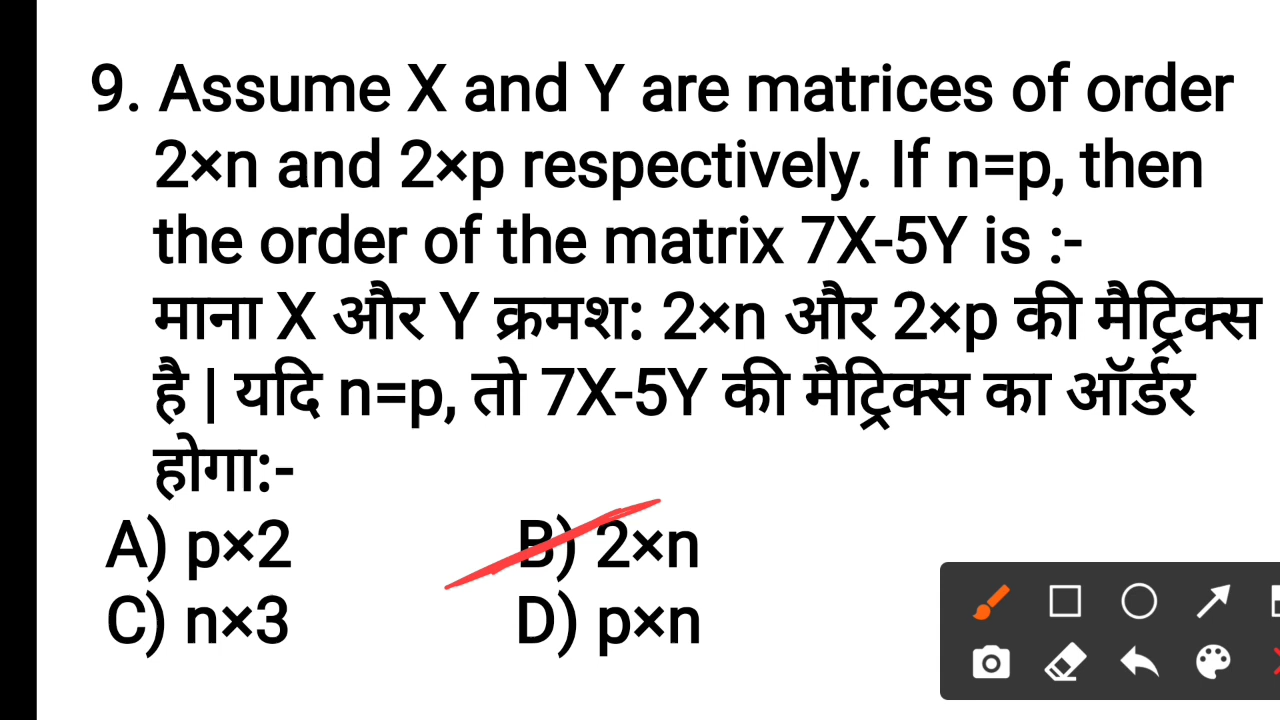 9. Assume X and Y are matrices of order
2×n and 2×p respectively. If n=p, then
the order of the matrix 7X-5Y is :-
माना X और Y क्रमश: 2×n और 2×p की मैट्रिक्स
है | यदि n=p, तो 7X-5Y की मैट्रिक्स का ऑर्डर
होगा:-
A) p×2 B) 2×n
C) n×3 D) p×n